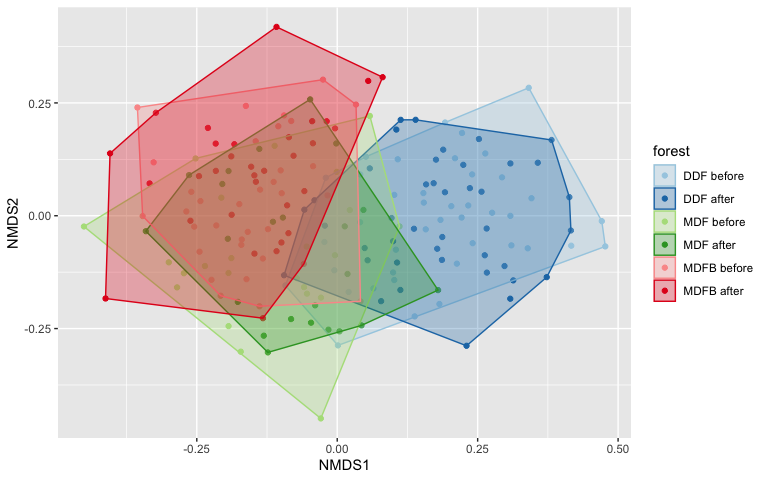 NMDS2
0.25
0.00
-0.25
-0.25
0.00
0.25
0.50
NMDS1
forest
DDF before
DDF after
MDF before
MDF after
MDFB before
MDFB after